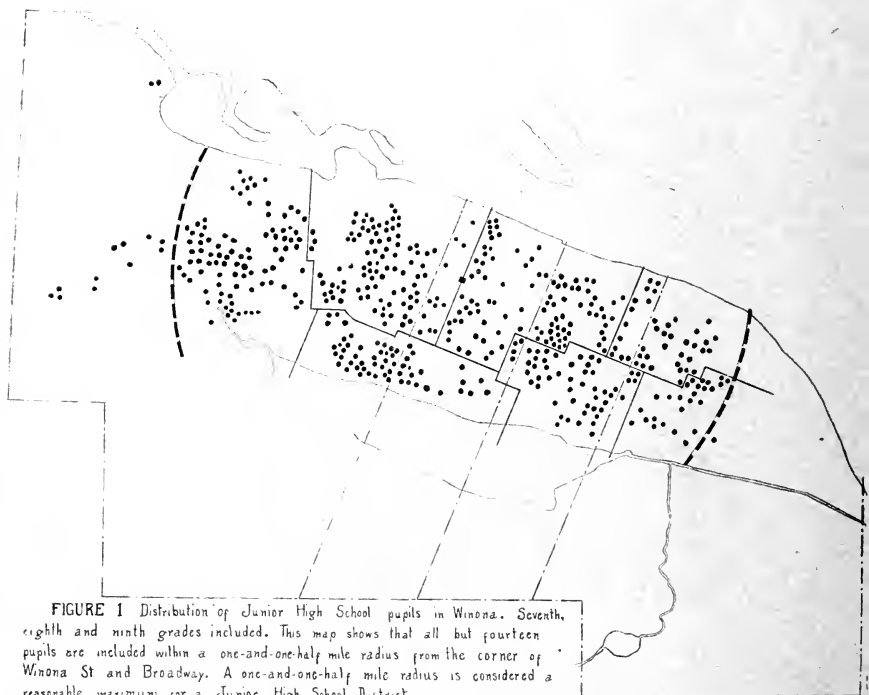 FIGURE 1 Distribution of Junior High School pupils in Winona. Seventh,
eighth and ninth grades included. This map shows that all but fourteen
pupils are included within a one-and-one-half mile radius from the corner of
Winona St and Broadway. A one-and-one-half mile radius is considered a
reasonable maximum for a Junior High School District